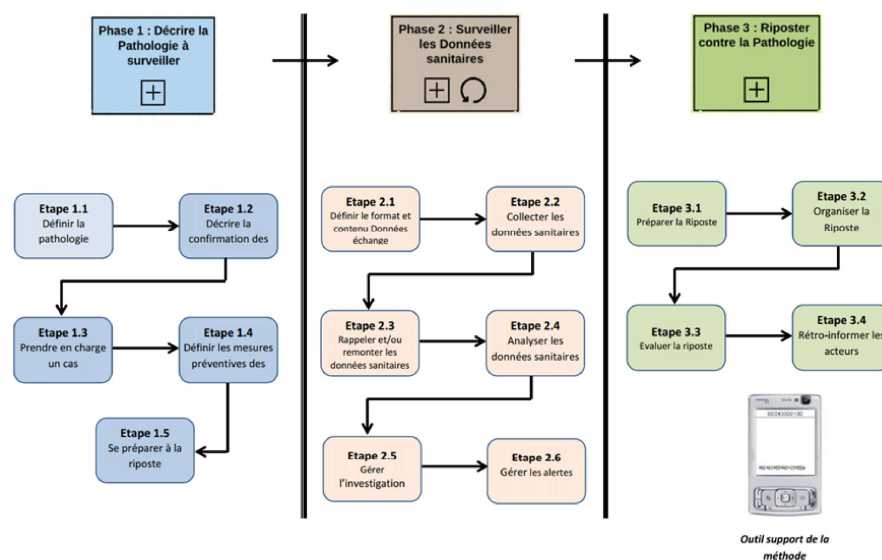 Phase 1 : Décrire la
Pathologie à
surveiller
Phase 2 : Surveiller
les Données
sanitaires
Phase 3 : Riposter
contre la Pathologie
Etape 1.1
Définir la
pathologie
Etape 1.2
Décrire la
confirmation des
Etape 1.3
Prendre en charge
un cas
Etape 1.4
Définir les mesures
préventives des
Etape 1.5
Se préparer à la
riposte
Etape 2.1
Définir le format et
contenu Données
échange
Etape 2.2
Collecter les
données sanitaires
Etape 2.3
Rappeler et/ou
remonter les
données sanitaires
Etape 2.4
Analyser les
données sanitaires
Etape 2.5
Gérer
l'investigation
Etape 2.6
Gérer les alertes
Etape 3.1
Préparer la Riposte
Etape 3.2
Organiser la
Riposte
Etape 3.3
Evaluer la riposte
Etape 3.4
Rétro-informer les
acteurs
Outil support de la
méthode